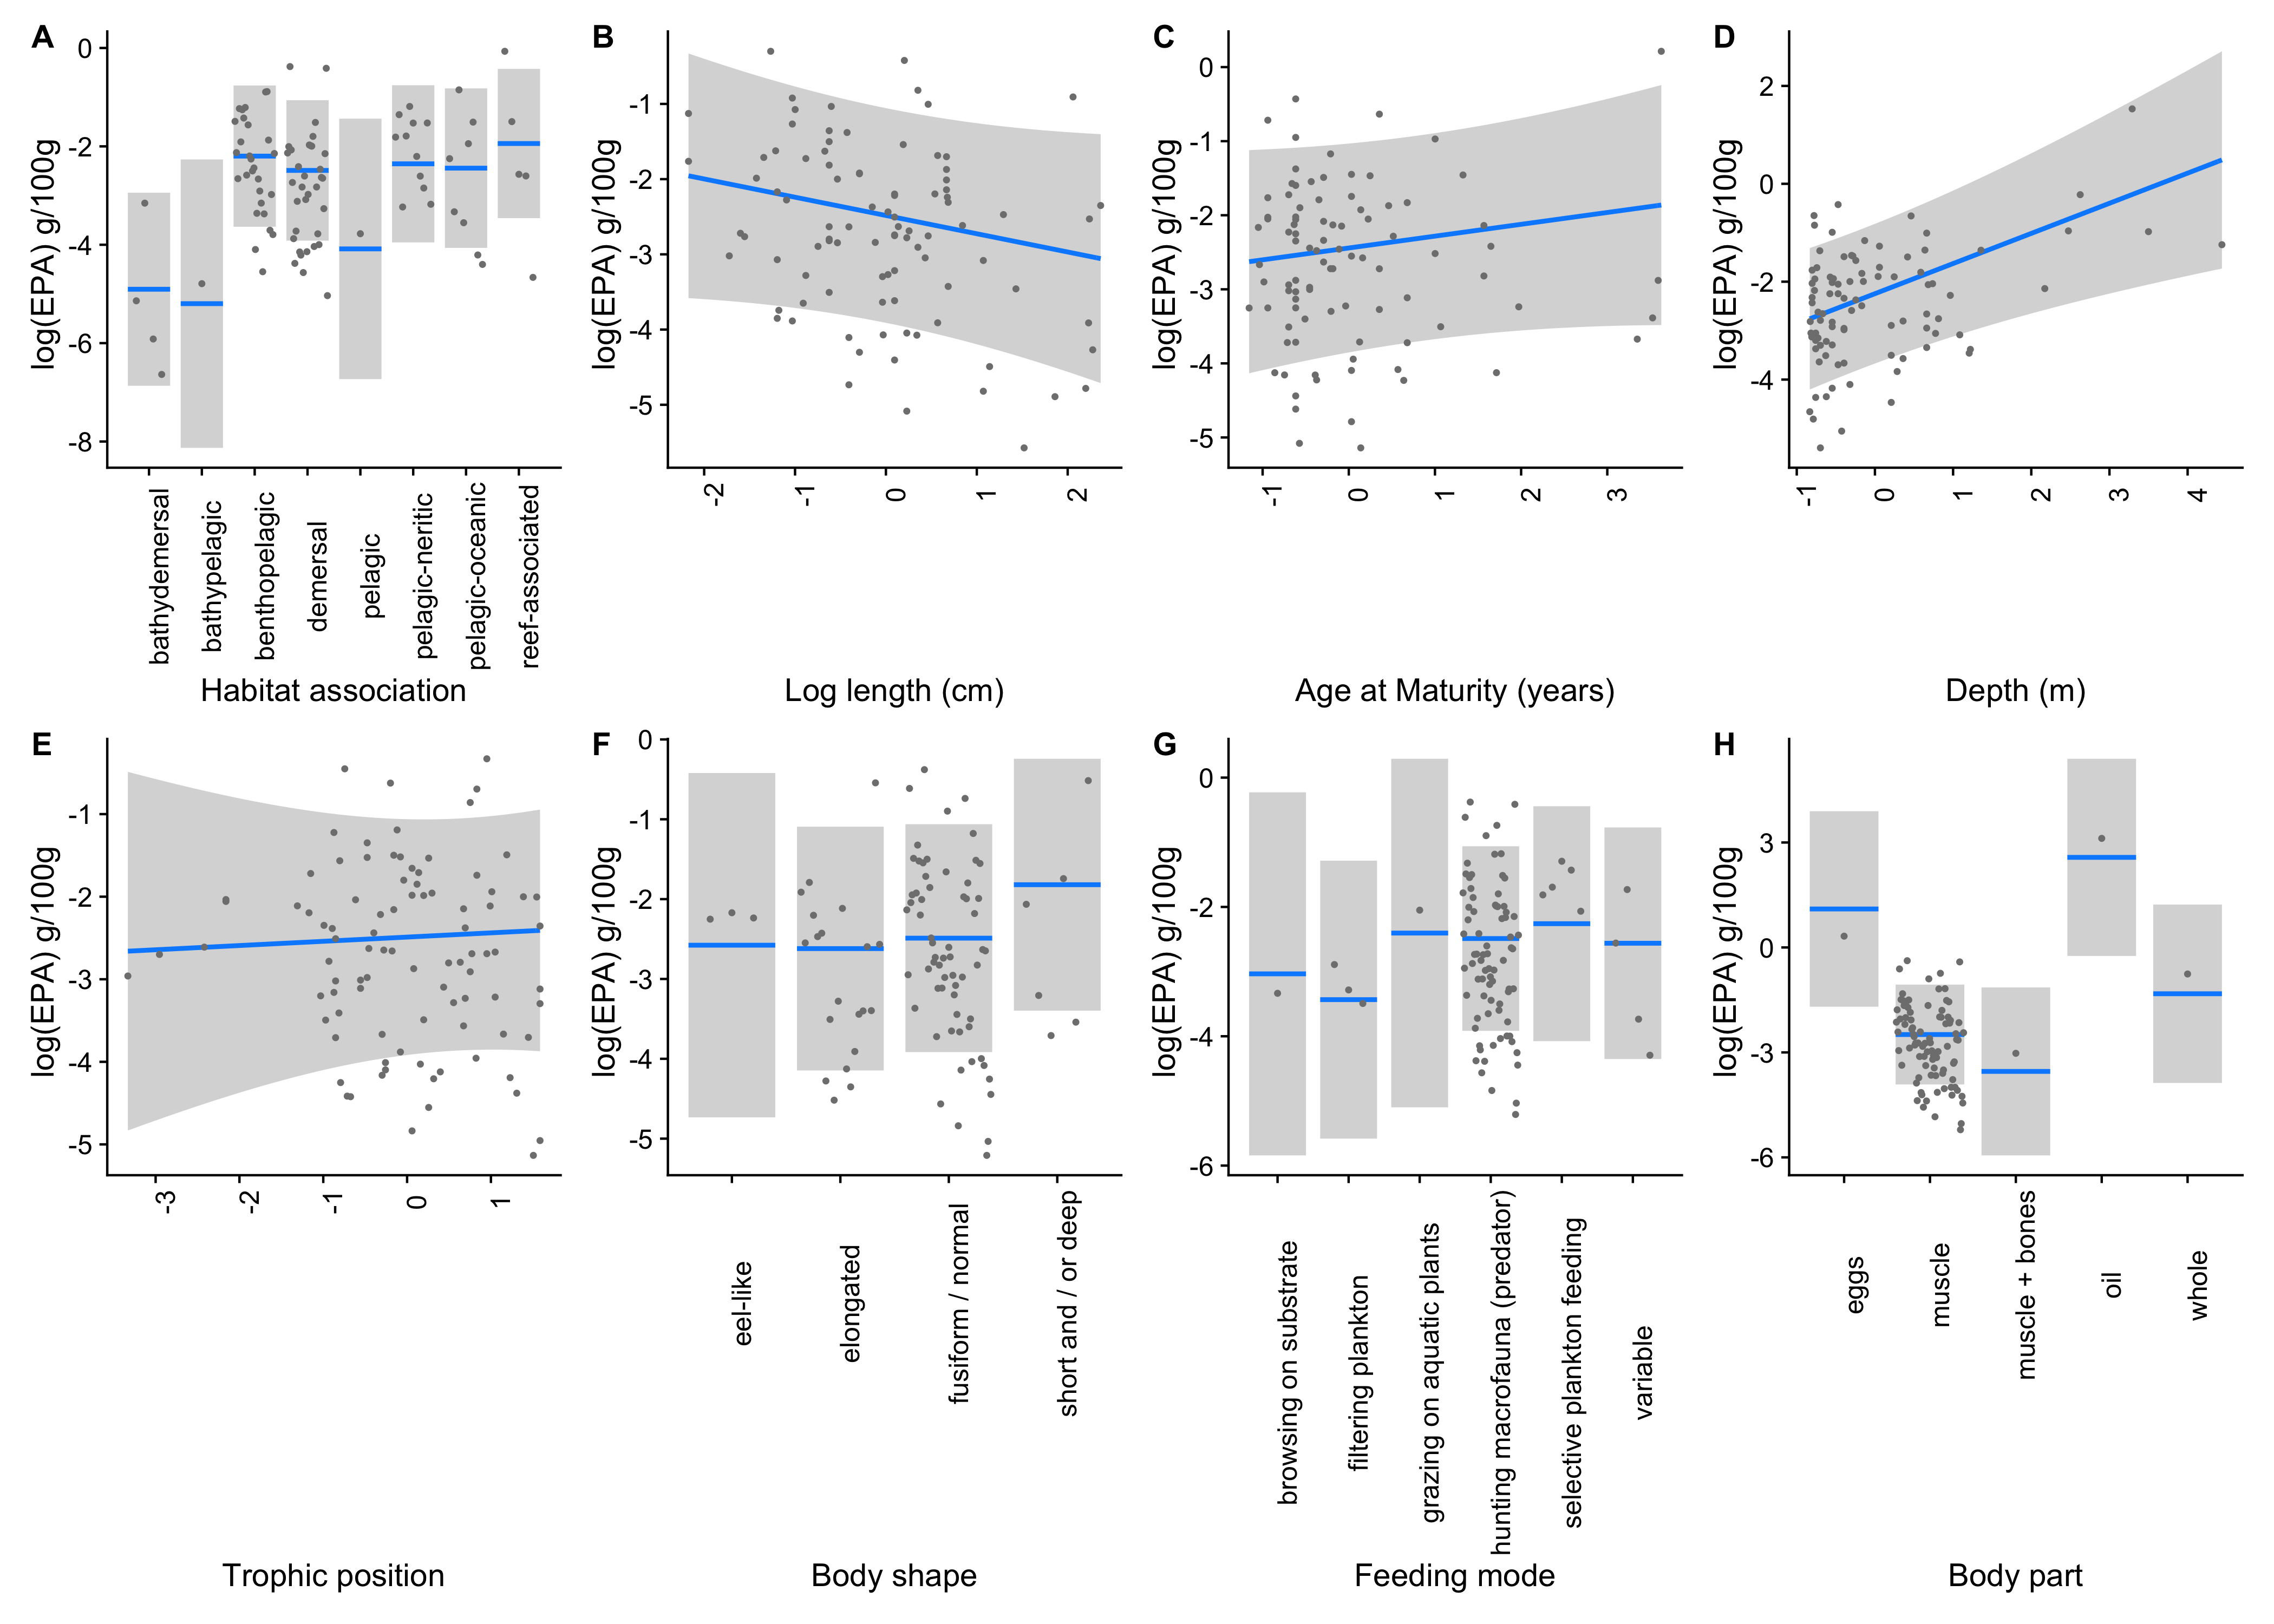 A
log(EPA) g/100g
0
-2
-4
-6
-8
bathydemersal
bathypelagic
benthopelagic
demersal
pelagic
pelagic-neritic
pelagic-oceanic
reef-associated
Habitat association
B
log(EPA) g/100g
-1
-2
-3
-4
-5
-2
-1
0
1
2
Log length (cm)
C
log(EPA) g/100g
0
-1
-2
-3
-4
-5
-1
0
1
2
3
Age at Maturity (years)
D
log(EPA) g/100g
2
0
-2
-4
-1
0
1
2
3
4
Depth (m)
E
log(EPA) g/100g
-1
-2
-3
-4
-5
-3
-2
-1
0
1
Trophic position
F
log(EPA) g/100g
0
-1
-2
-3
-4
-5
eel-like
elongated
fusiform / normal
short and / or deep
Body shape
G
log(EPA) g/100g
0
-2
-4
-6
browsing on substrate
filtering plankton
grazing on aquatic plants
hunting macrofauna (predator)
selective plankton feeding
variable
Feeding mode
H
log(EPA) g/100g
3
0
-3
-6
eggs
muscle
muscle + bones
oil
whole
Body part